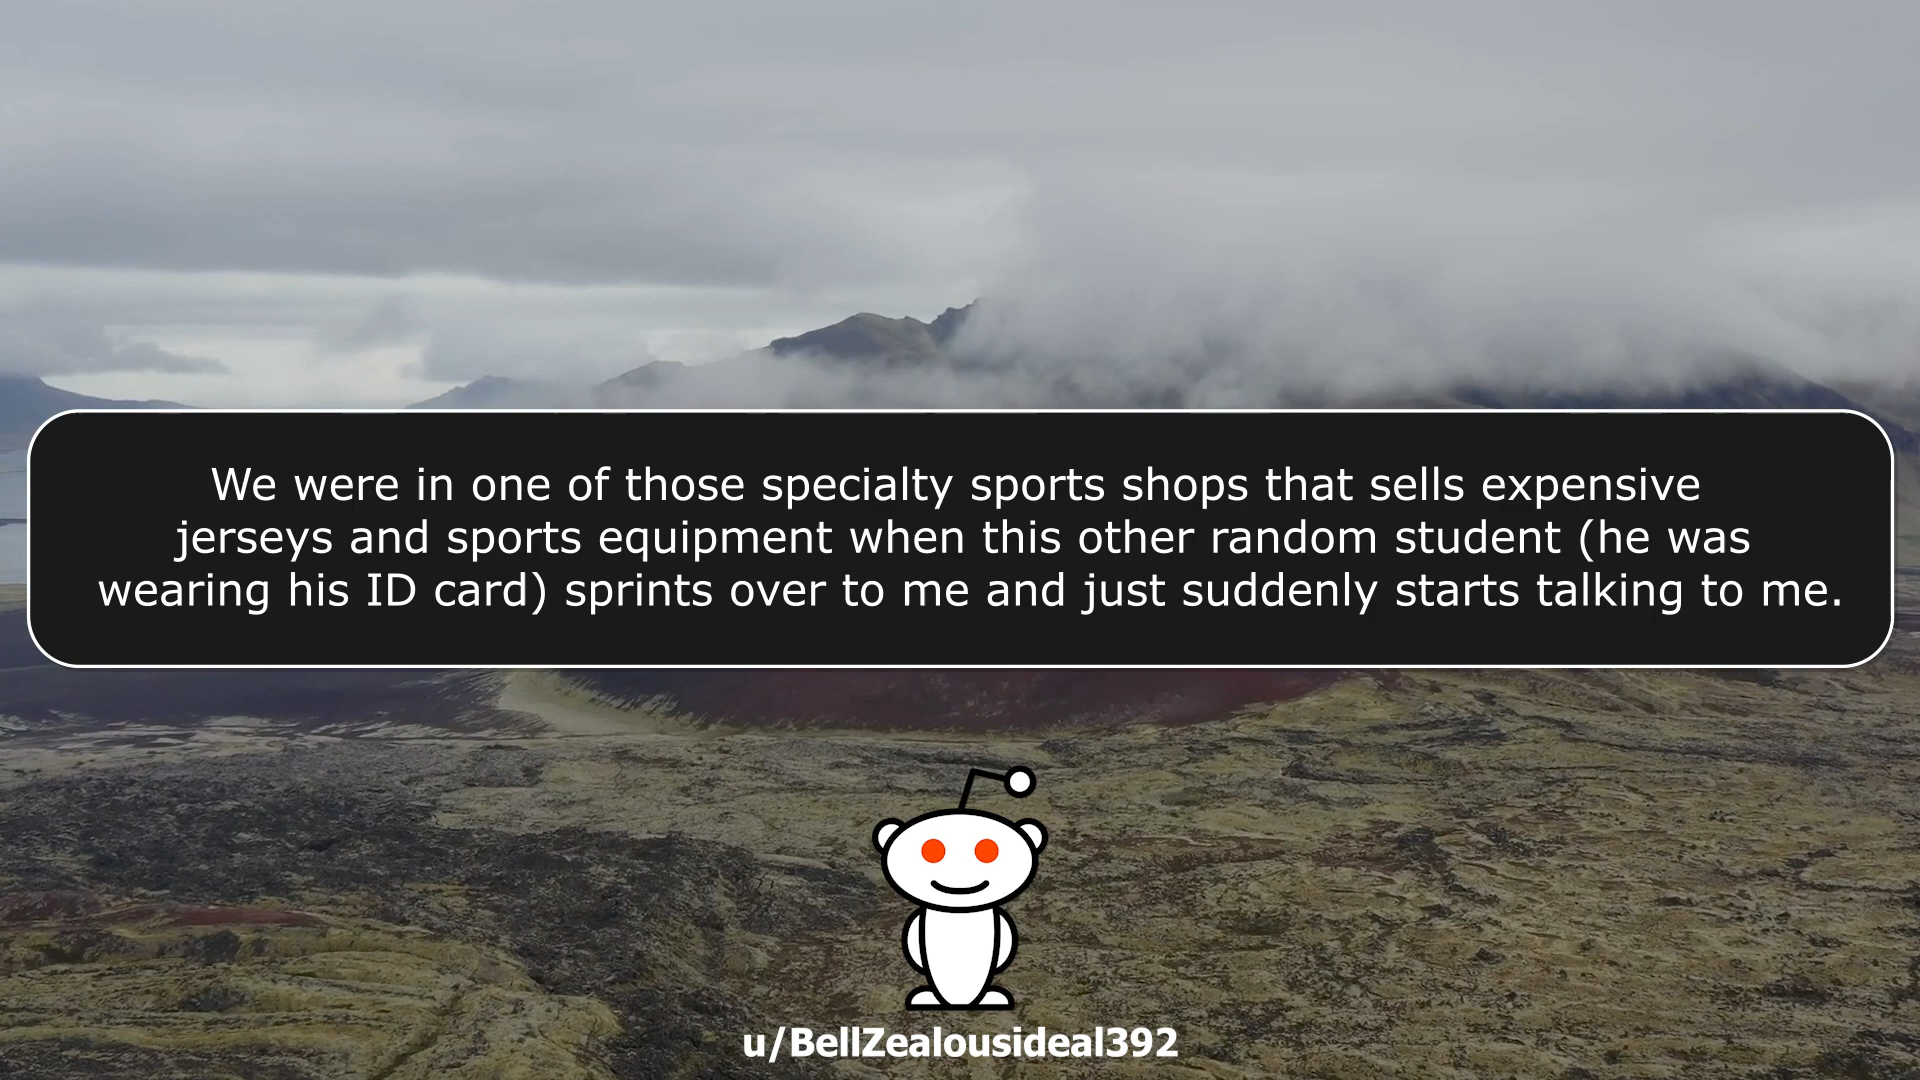 We were in one of those specialty sports shops that sells expensive
jerseys and sports equipment when this other random student (he was
wearing his ID card) sprints over to me and just suddenly starts talking to me.
u/BellZealousideal392